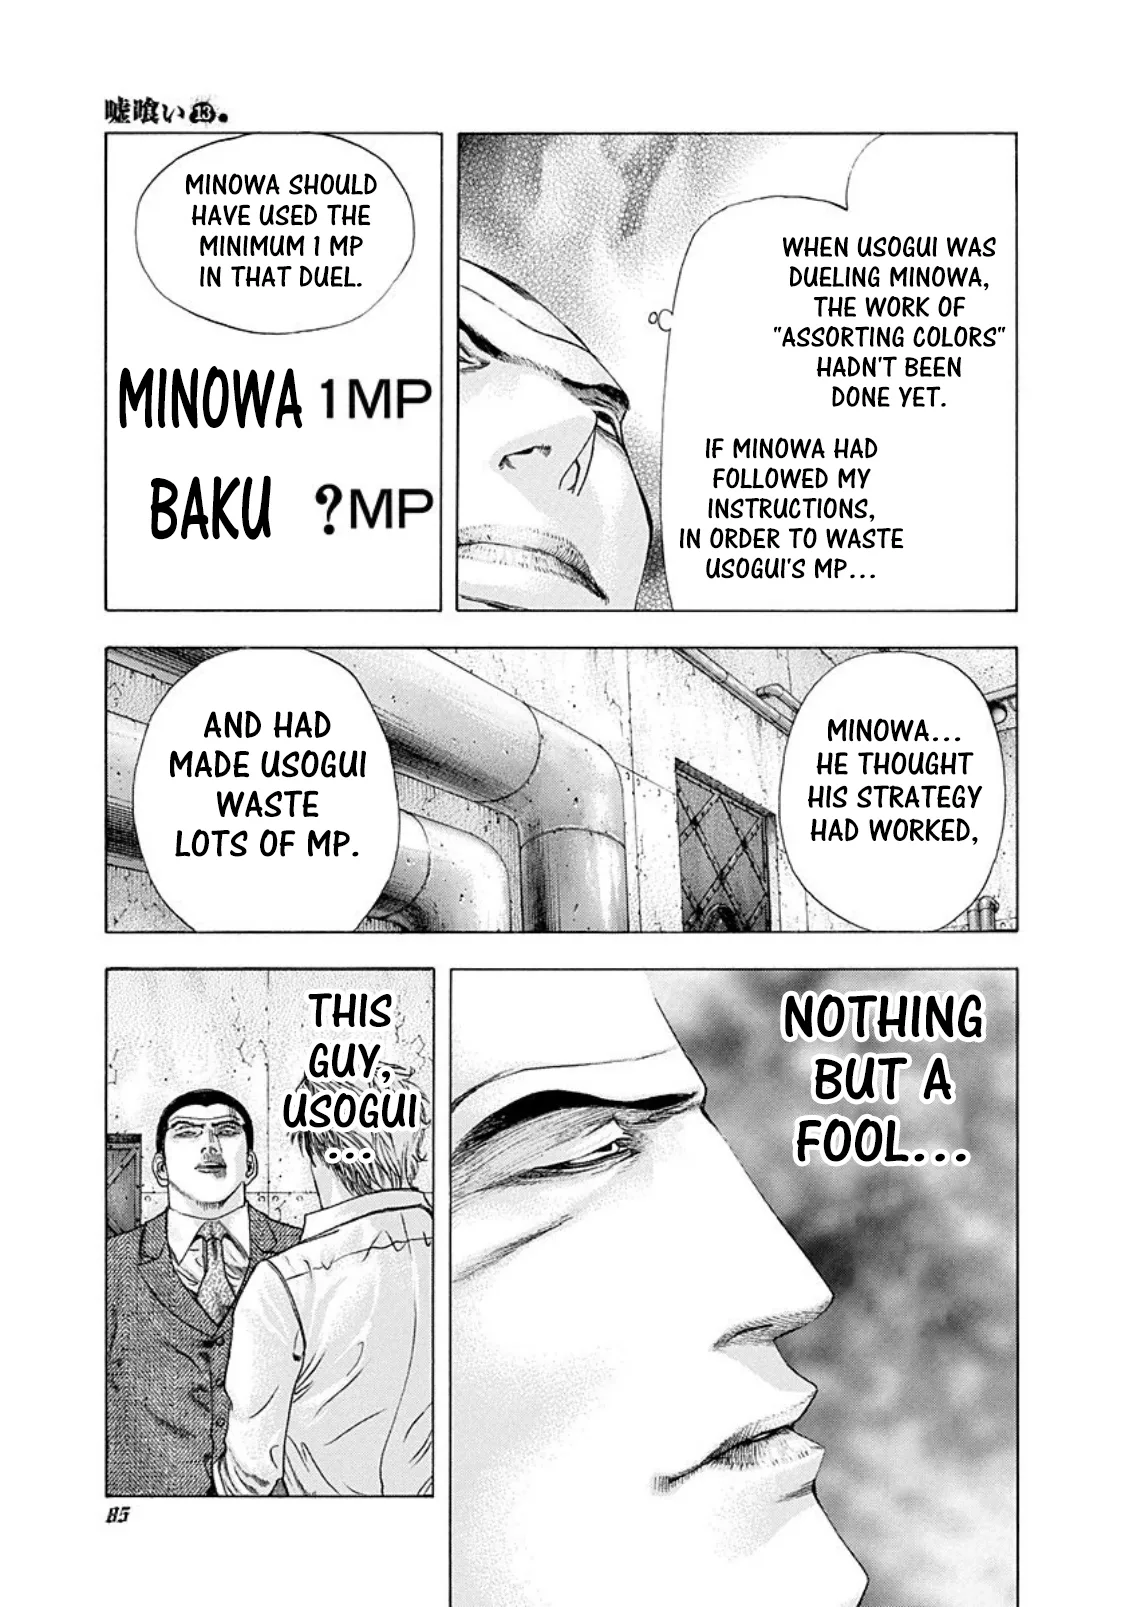 嘘喰い 13.
WHEN USOGUI WAS
DUELING MINOWA,
THE WORK OF
"ASSORTING COLORS"
HADN'T BEEN
DONE YET.
IF MINOWA HAD
FOLLOWED MY
INSTRUCTIONS,
IN ORDER TO WASTE
USOGUI'S MP...
MINOWA SHOULD
HAVE USED THE
MINIMUM 1 MP
IN THAT DUEL.
MINOWA 1MP
BAKU ?MP
MINOWA...
HE THOUGHT
HIS STRATEGY
HAD WORKED,
AND HAD
MADE USOGUI
WASTE
LOTS OF MP.
NOTHING
BUT A
FOOL...
THIS
GUY,
USOGUI
...
85